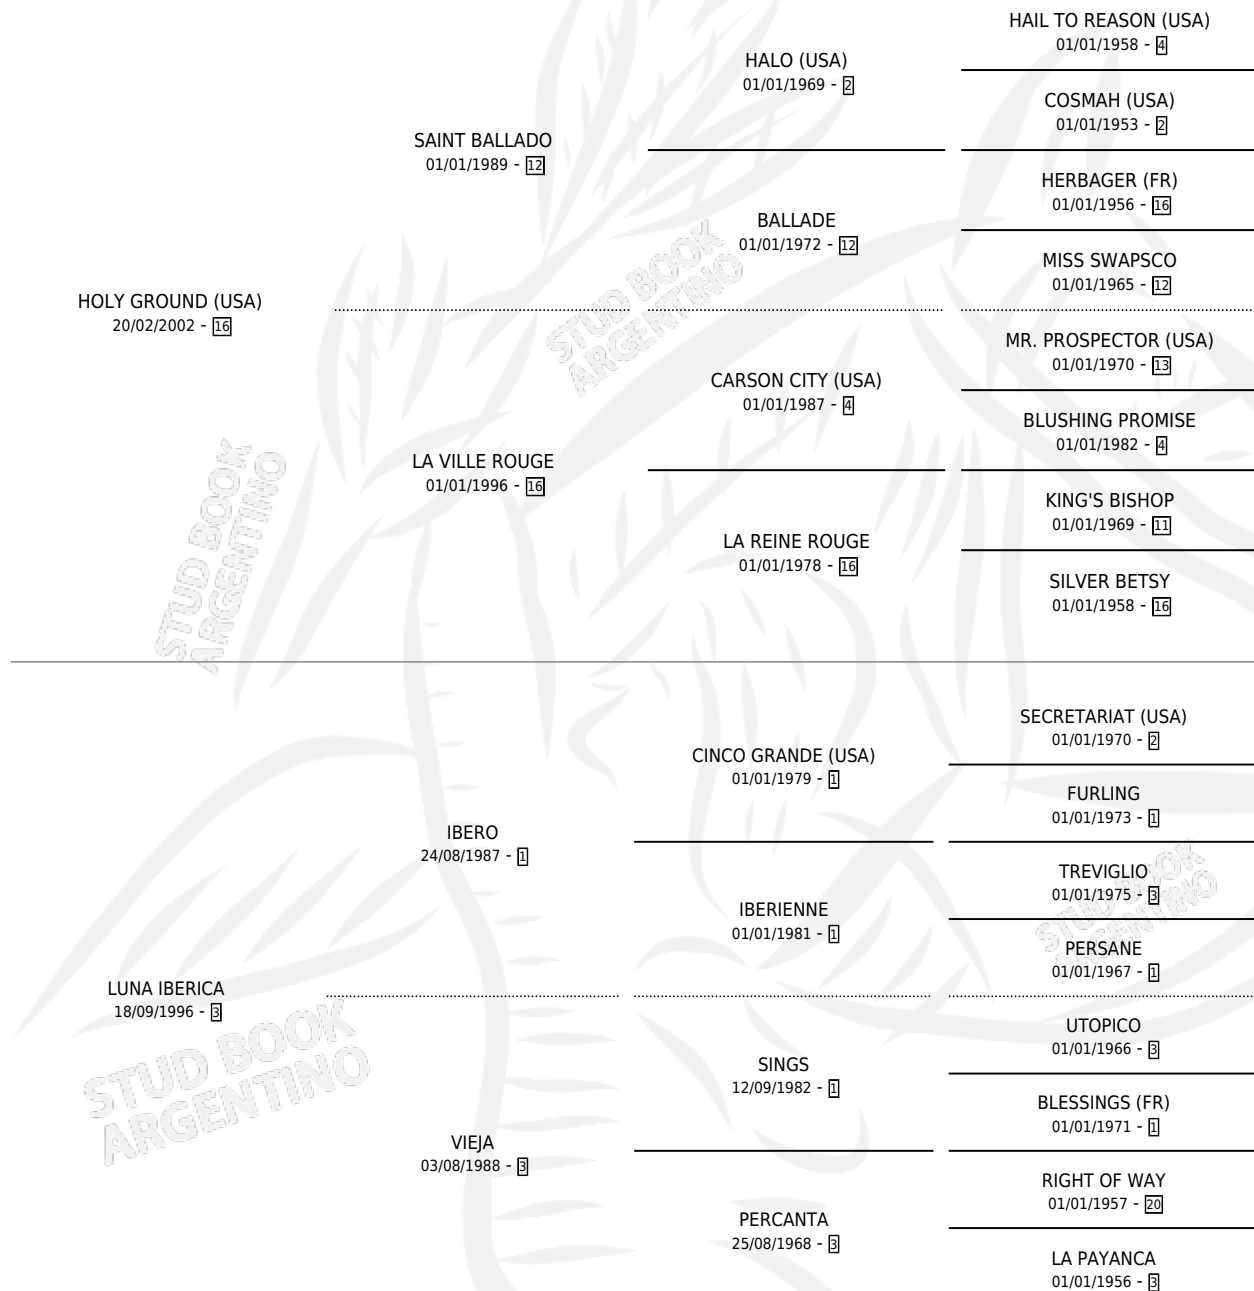 HAIL TO REASON (USA)
01/01/1958 - 4
HALO (USA)
01/01/1969 - 2
COSMAH (USA)
01/01/1953 - 2
SAINT BALLADO
01/01/1989 - 12
HERBAGER (FR)
01/01/1956 - 16
BALLADE
01/01/1972 - 12
MISS SWAPSCO
01/01/1965 - 12
HOLY GROUND (USA)
20/02/2002 - 16
MR. PROSPECTOR (USA)
01/01/1970 - 13
CARSON CITY (USA)
01/01/1987 - 4
BLUSHING PROMISE
01/01/1982 - 4
LA VILLE ROUGE
01/01/1996 - 16
KING'S BISHOP
01/01/1969 - 11
LA REINE ROUGE
01/01/1978 - 16
SILVER BETSY
01/01/1958 - 16
SECRETARIAT (USA)
01/01/1970 - 2
CINCO GRANDE (USA)
01/01/1979 - 1
FURLING
01/01/1973 - 1
IBERO
24/08/1987 - 1
TREVIGLIO
01/01/1975 - 3
IBERIENNE
01/01/1981 - 1
PERSANE
01/01/1967 - 1
LUNA IBERICA
18/09/1996 - 3
UTOPICO
01/01/1966 - 3
SINGS
12/09/1982 - 1
BLESSINGS (FR)
01/01/1971 - 1
VIEJA
03/08/1988 - 3
RIGHT OF WAY
01/01/1957 - 20
PERCANTA
25/08/1968 - 3
LA PAYANCA
01/01/1956 - 3
STUD BOOK
ARGENTINO
STUD BOOK
ARGENTINO
STUD BOOK
ARGENTINO
STUD BOOK
ARGENTINO